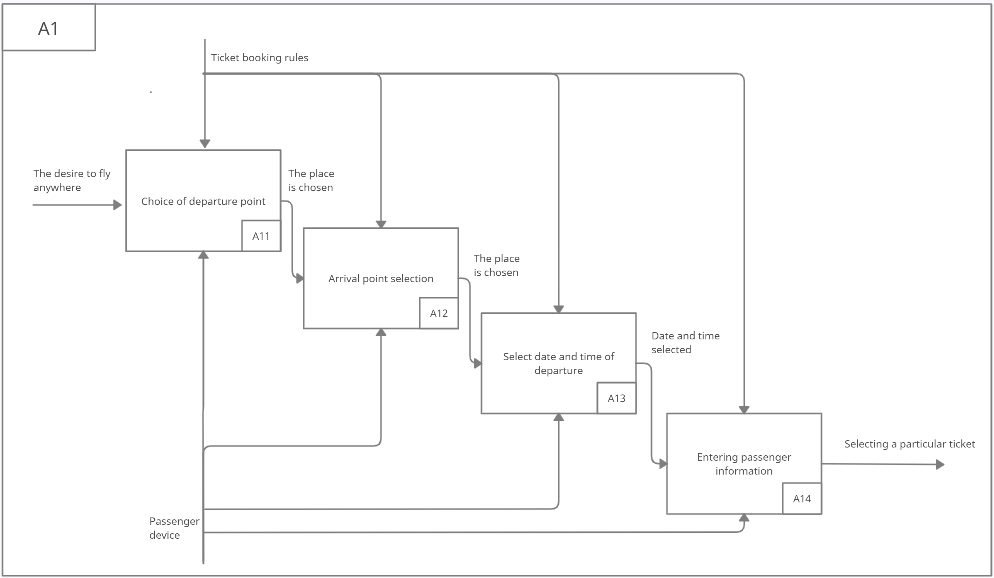 A1
Ticket booking rules
The desire to fly
anywhere
The place
is chosen
Choice of departure point
A11
The place
is chosen
Arrival point selection
A12
Date and time
selected
Select date and time of
departure
A13
Selecting a particular ticket
Entering passenger
information
A14
Passenger
device